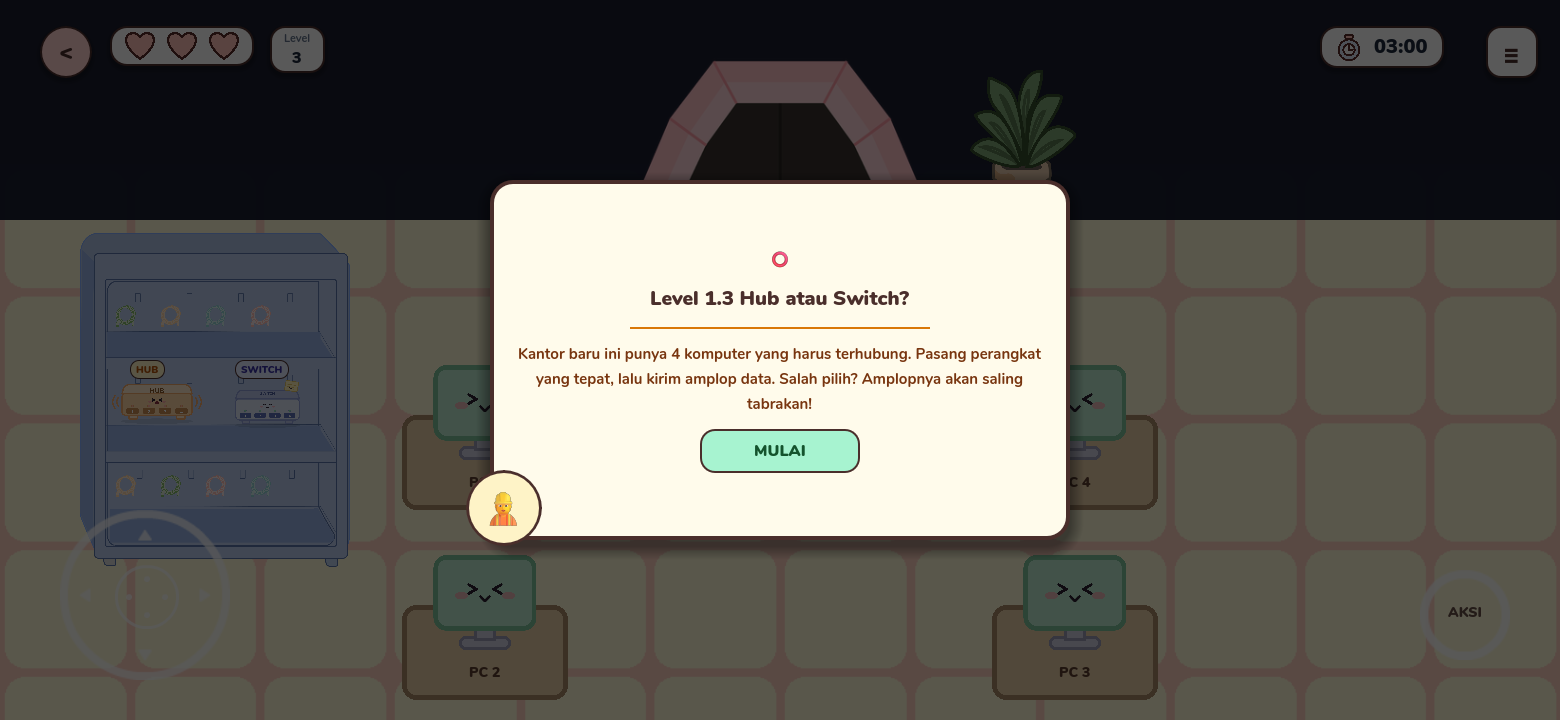 <
Level
3
03:00
HUB
SWITCH
HUB
Level 1.3 Hub atau Switch?
Kantor baru ini punya 4 komputer yang harus terhubung. Pasang perangkat
yang tepat, lalu kirim amplop data. Salah pilih? Amplopnya akan saling
tabrakan!
MULAI
C 4
AKSI
PC 2
PC 3